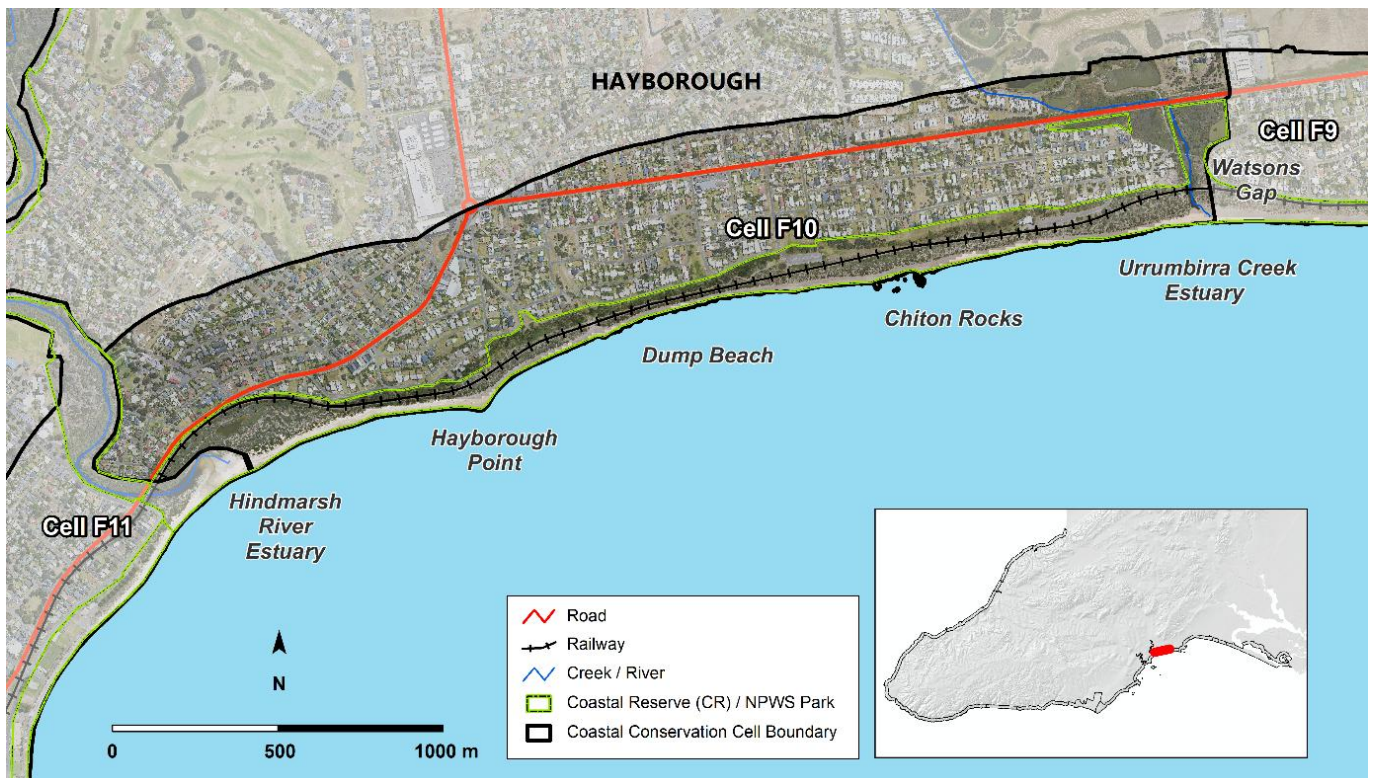 HAYBOROUGH
Cell F9
Watsons
Gap
Cell F10
Urrumbirra Creek
Estuary
Chiton Rocks
Dump Beach
Hayborough
Point
Hindmarsh
River
Estuary
Cell F11
N
0 500 1000 m
Road
Railway
Creek / River
Coastal Reserve (CR) / NPWS Park
Coastal Conservation Cell Boundary